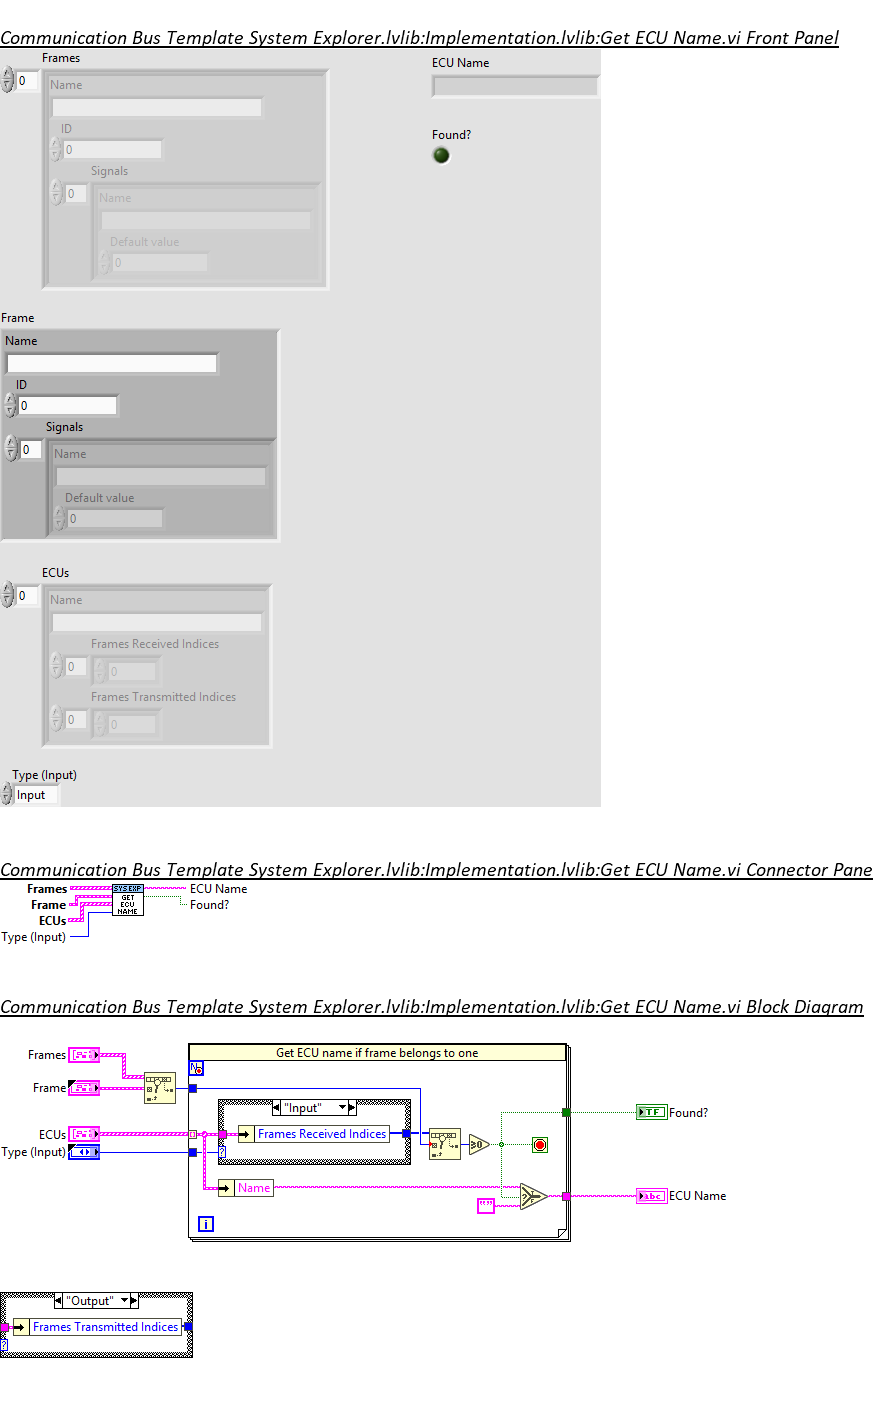 Communication Bus Template System Explorer.lvlib:Implementation.lvlib:Get ECU Name.vi Front Panel
Frames
0
Name
ID
0
Signals
0
Name
Default value
0
ECU Name
Found?
Frame
Name
ID
0
Signals
0
Name
Default value
0
ECUs
0
Name
Frames Received Indices
0
0
Frames Transmitted Indices
0
0
Type (Input)
Input
Communication Bus Template System Explorer.lvlib:Implementation.lvlib:Get ECU Name.vi Connector Pane
Frames
Frame
ECUs
Type (Input)
SYS EXP
GET
ECU
NAME
ECU Name
Found?
Communication Bus Template System Explorer.lvlib:Implementation.lvlib:Get ECU Name.vi Block Diagram
Get ECU name if frame belongs to one
Frames
N
Frame
"Input"
TF
Found?
ECUs
Frames Received Indices
≥0
Type (Input)
?
Name
?
""
abc
ECU Name
i
"Output"
Frames Transmitted Indices
?